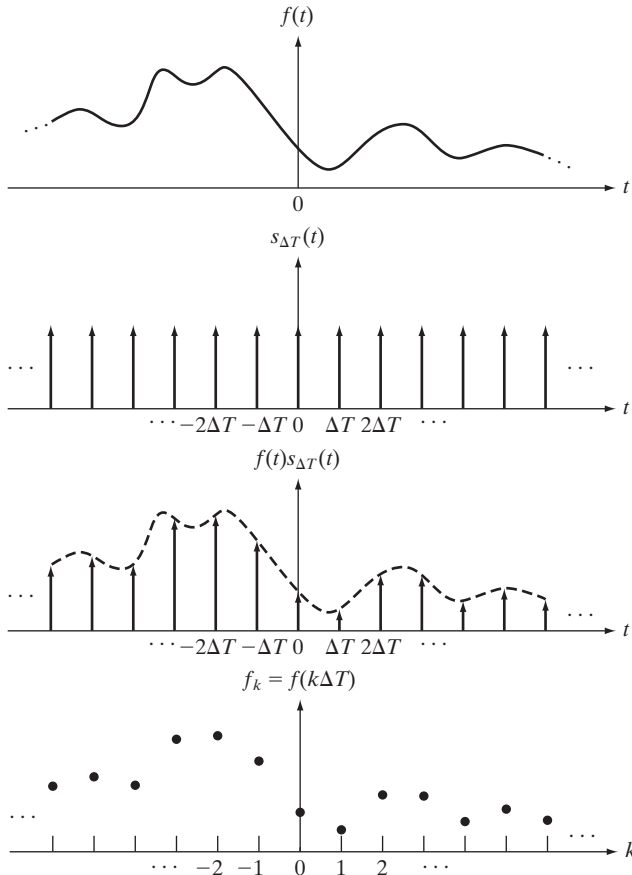 f(t)
t
0
s_{ΔT}(t)
. . . . . .
t
. . . −2ΔT −ΔT 0 ΔT 2ΔT . . .
f(t)s_{ΔT}(t)
. . . . . .
t
. . . −2ΔT −ΔT 0 ΔT 2ΔT . . .
f_k = f(kΔT)
. . . . . .
k
. . . −2 −1 0 1 2 . . .